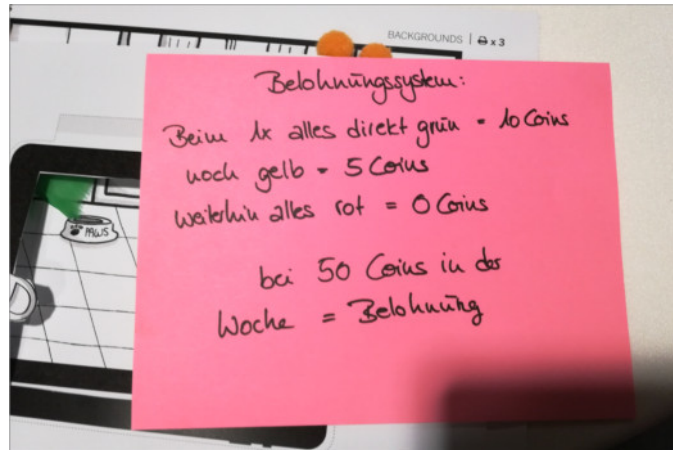 BACKGROUNDS | x 3
Belohnungssystem:
Beim 1x alles direkt grün = 10 Coins
noch gelb = 5 Coins
weiterhin alles rot = 0 Coins
bei 50 Coins in der
Woche = Belohnung
PAWS